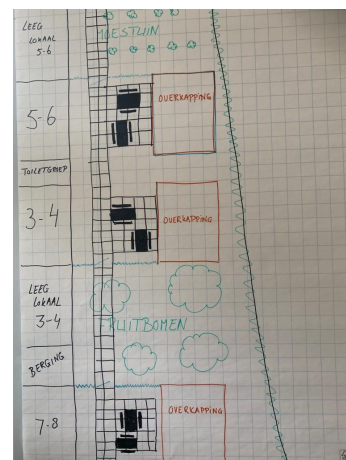 LEEG
LOKAAL
5-6
MOESTUIN
5-6
OVERKAPPING
TOILETGROEP
3-4
OVERKAPPING
LEEG
LOKAAL
3-4
FRUITBOMEN
BERGING
7-8
OVERKAPPING